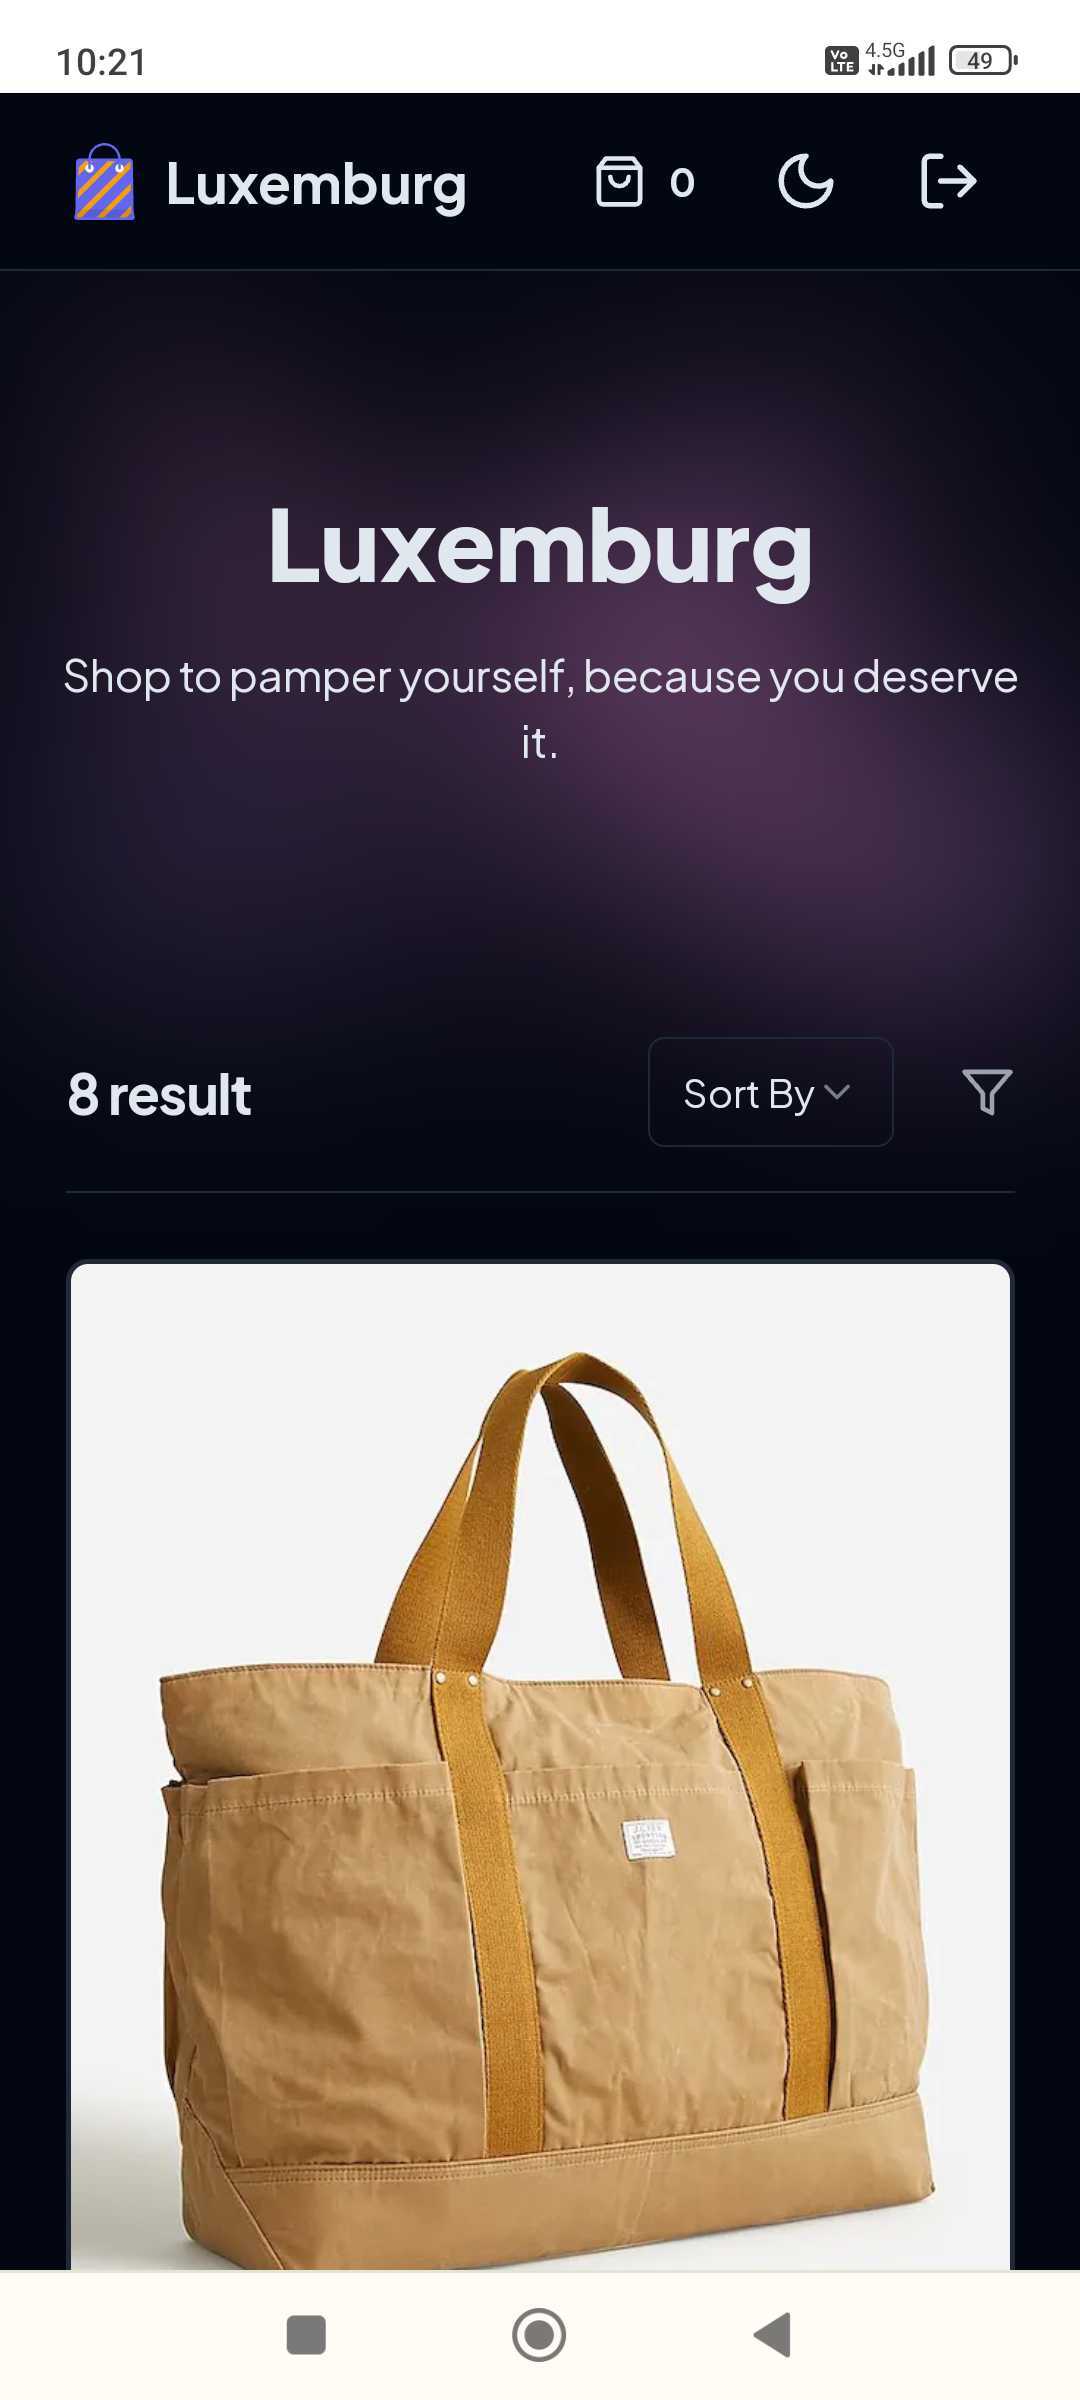 10:21
Vo
LTE
4.5G
49
Luxemburg
0
Luxemburg
Shop to pamper yourself, because you deserve
it.
8 result
Sort By